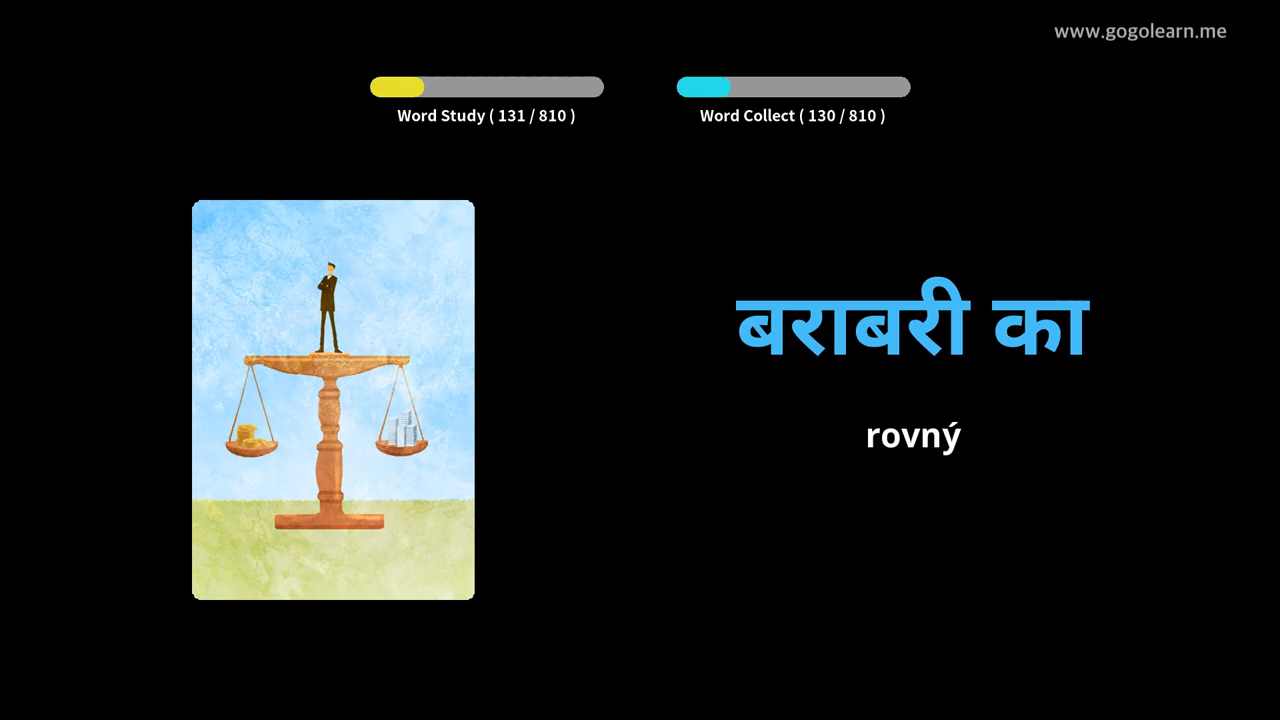 www.gogolearn.me
Word Study ( 131 / 810 )
Word Collect ( 130 / 810 )
बराबरी का
rovný